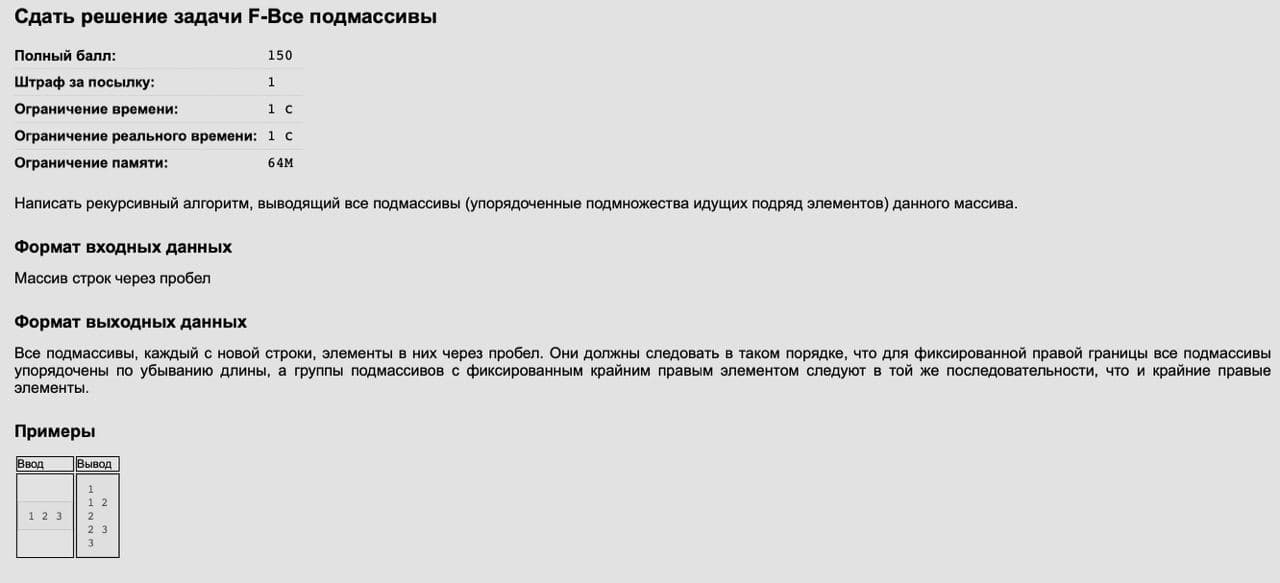 Сдать решение задачи F-Все подмассивы
Полный балл: 150
Штраф за посылку: 1
Ограничение времени: 1 с
Ограничение реального времени: 1 с
Ограничение памяти: 64M
Написать рекурсивный алгоритм, выводящий все подмассивы (упорядоченные подмножества идущих подряд элементов) данного массива.
Формат входных данных
Массив строк через пробел
Формат выходных данных
Все подмассивы, каждый с новой строки, элементы в них через пробел. Они должны следовать в таком порядке, что для фиксированной правой границы все подмассивы
упорядочены по убыванию длины, а группы подмассивов с фиксированным крайним правым элементом следуют в той же последовательности, что и крайние правые
элементы.
Примеры
Ввод Вывод
1
1 2
1 2 3 2
2 3
3